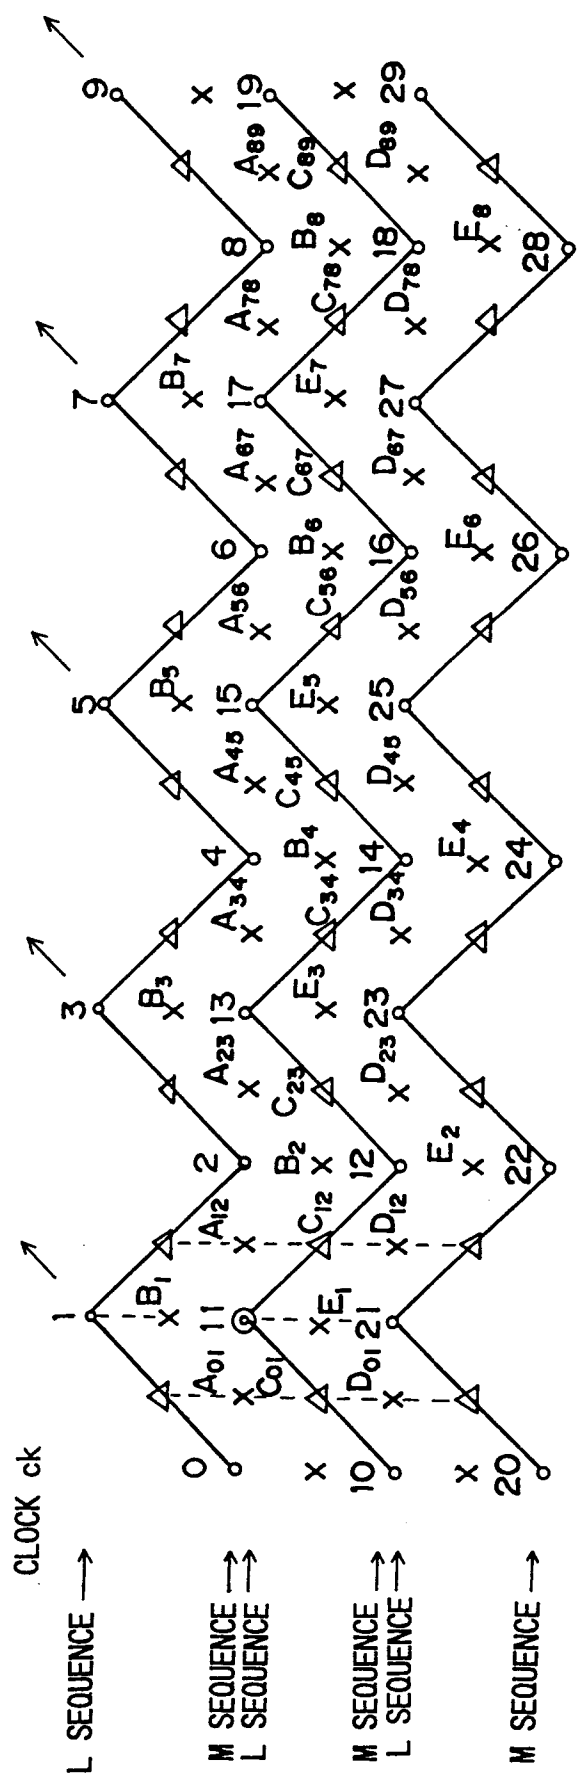 CLOCK ck
L SEQUENCE →
1 3 5 7 9
B1 B3 B5 B7
M SEQUENCE →
L SEQUENCE →
0 2 4 6 8
A01 11 A12 A23 13 A34 A45 15 A56 A67 17 A78 A89 19
C01 C12 B2 C23 C34 B4 C45 C56 B6 C67 C78 B8 C89
E1 E3 E5 E7
M SEQUENCE →
L SEQUENCE →
10 12 14 16 18
D01 21 D12 D23 23 D34 D45 25 D56 D67 27 D78 D89 29
E2 E4 E6 E8
M SEQUENCE →
20 22 24 26 28